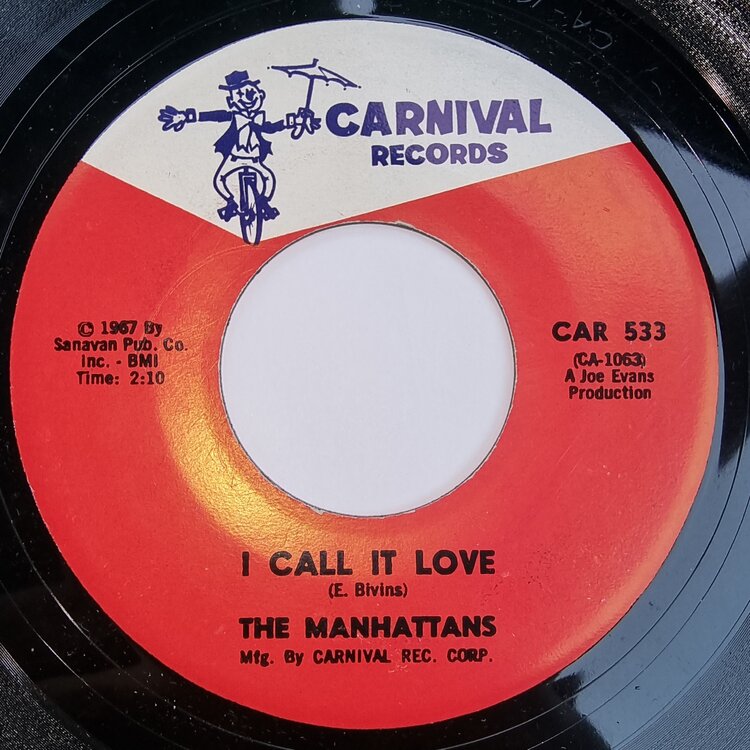 CARNIVAL
RECORDS
© 1967 By
Sanavan Pub. Co.
Inc. - BMI
Time: 2:10
CAR 533
(CA-1063)
A Joe Evans
Production
I CALL IT LOVE
(E. Bivins)
THE MANHATTANS
Mfg. By CARNIVAL REC. CORP.